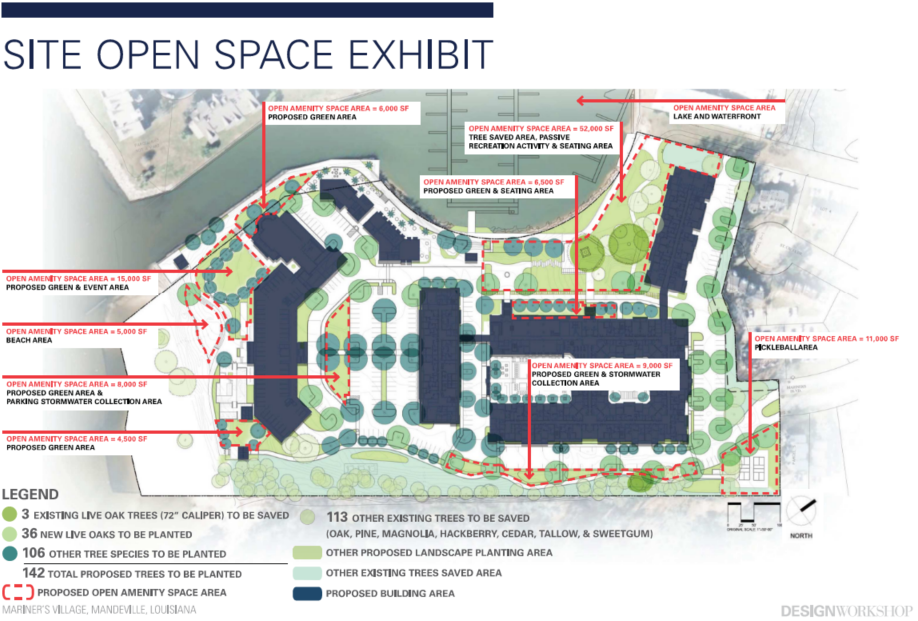 SITE OPEN SPACE EXHIBIT
OPEN AMENITY SPACE AREA = 6,000 SF
PROPOSED GREEN AREA
OPEN AMENITY SPACE AREA
LAKE AND WATERFRONT
OPEN AMENITY SPACE AREA = 52,000 SF
TREE SAVED AREA, PASSIVE
RECREATION ACTIVITY & SEATING AREA
OPEN AMENITY SPACE AREA = 6,500 SF
PROPOSED GREEN & SEATING AREA
OPEN AMENITY SPACE AREA = 15,000 SF
PROPOSED GREEN & EVENT AREA
OPEN AMENITY SPACE AREA = 5,000 SF
BEACH AREA
OPEN AMENITY SPACE AREA = 11,000 SF
PICKLEBALLAREA
OPEN AMENITY SPACE AREA = 9,000 SF
PROPOSED GREEN & STORMWATER
COLLECTION AREA
OPEN AMENITY SPACE AREA = 8,000 SF
PROPOSED GREEN AREA &
PARKING STORMWATER COLLECTION AREA
OPEN AMENITY SPACE AREA = 4,500 SF
PROPOSED GREEN AREA
LEGEND
3 EXISTING LIVE OAK TREES (72" CALIPER) TO BE SAVED
36 NEW LIVE OAKS TO BE PLANTED
106 OTHER TREE SPECIES TO BE PLANTED
142 TOTAL PROPOSED TREES TO BE PLANTED
PROPOSED OPEN AMENITY SPACE AREA
113 OTHER EXISTING TREES TO BE SAVED
(OAK, PINE, MAGNOLIA, HACKBERRY, CEDAR, TALLOW, & SWEETGUM)
OTHER PROPOSED LANDSCAPE PLANTING AREA
OTHER EXISTING TREES SAVED AREA
PROPOSED BUILDING AREA
NORTH
MARINER'S VILLAGE, MANDEVILLE, LOUISIANA
DESIGNWORKSHOP